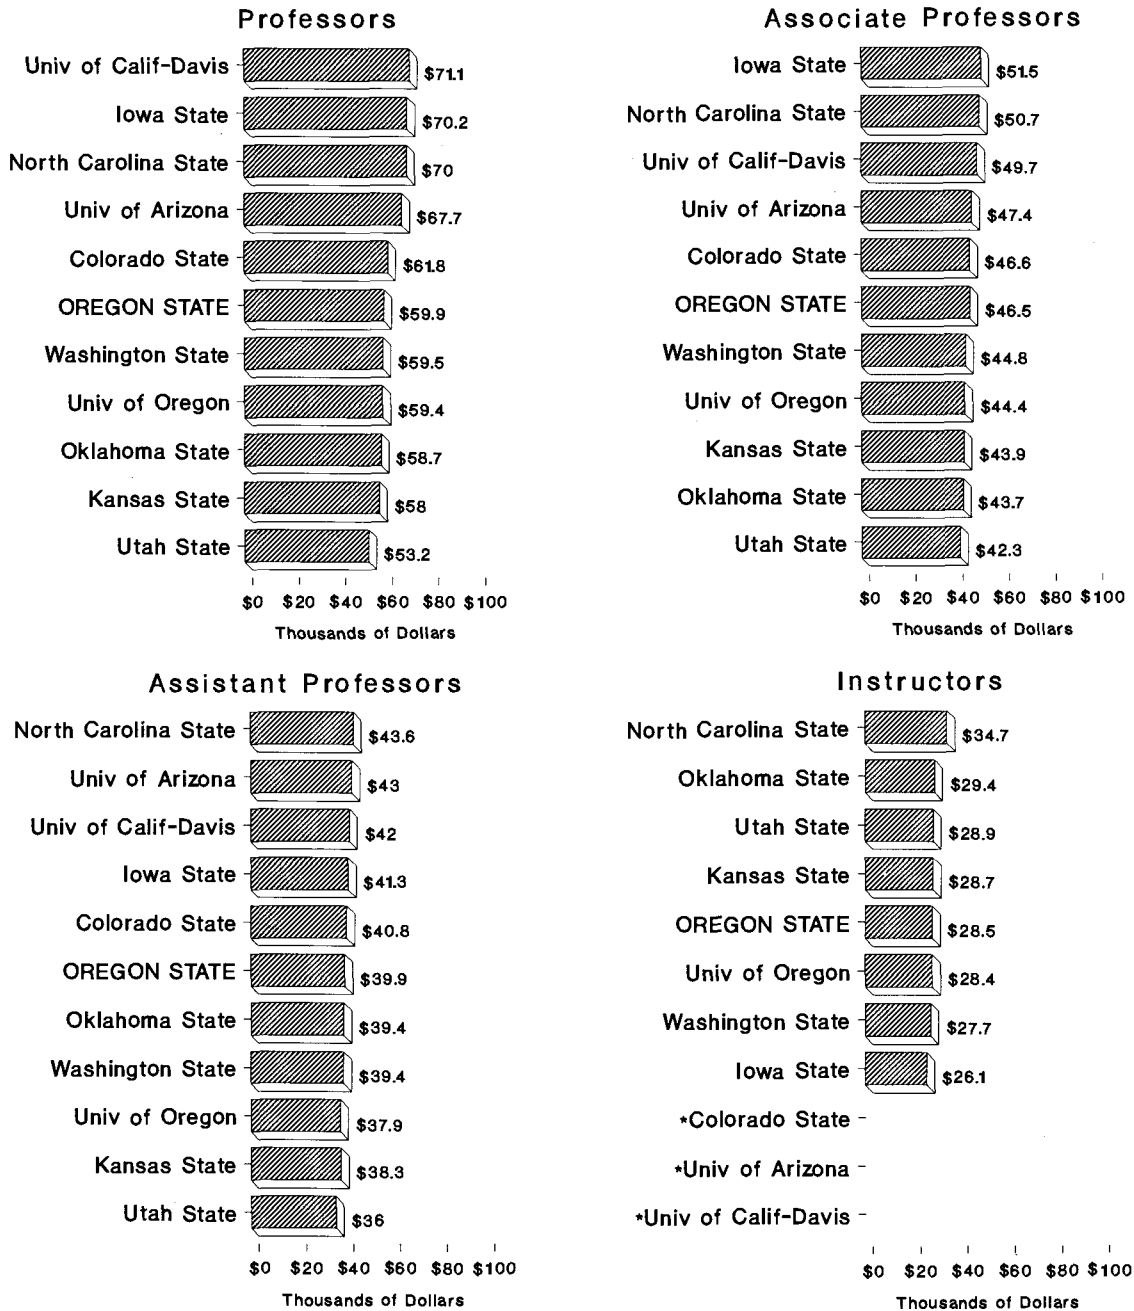 Professors
Univ of Calif-Davis $71.1
Iowa State $70.2
North Carolina State $70
Univ of Arizona $67.7
Colorado State $61.8
OREGON STATE $59.9
Washington State $59.5
Univ of Oregon $59.4
Oklahoma State $58.7
Kansas State $58
Utah State $53.2
$0 $20 $40 $60 $80 $100
Thousands of Dollars
Associate Professors
Iowa State $51.5
North Carolina State $50.7
Univ of Calif-Davis $49.7
Univ of Arizona $47.4
Colorado State $46.6
OREGON STATE $46.5
Washington State $44.8
Univ of Oregon $44.4
Kansas State $43.9
Oklahoma State $43.7
Utah State $42.3
$0 $20 $40 $60 $80 $100
Thousands of Dollars
Assistant Professors
North Carolina State $43.6
Univ of Arizona $43
Univ of Calif-Davis $42
Iowa State $41.3
Colorado State $40.8
OREGON STATE $39.9
Oklahoma State $39.4
Washington State $39.4
Univ of Oregon $37.9
Kansas State $38.3
Utah State $36
$0 $20 $40 $60 $80 $100
Thousands of Dollars
Instructors
North Carolina State $34.7
Oklahoma State $29.4
Utah State $28.9
Kansas State $28.7
OREGON STATE $28.5
Univ of Oregon $28.4
Washington State $27.7
Iowa State $26.1
*Colorado State
*Univ of Arizona
*Univ of Calif-Davis
$0 $20 $40 $60 $80 $100
Thousands of Dollars